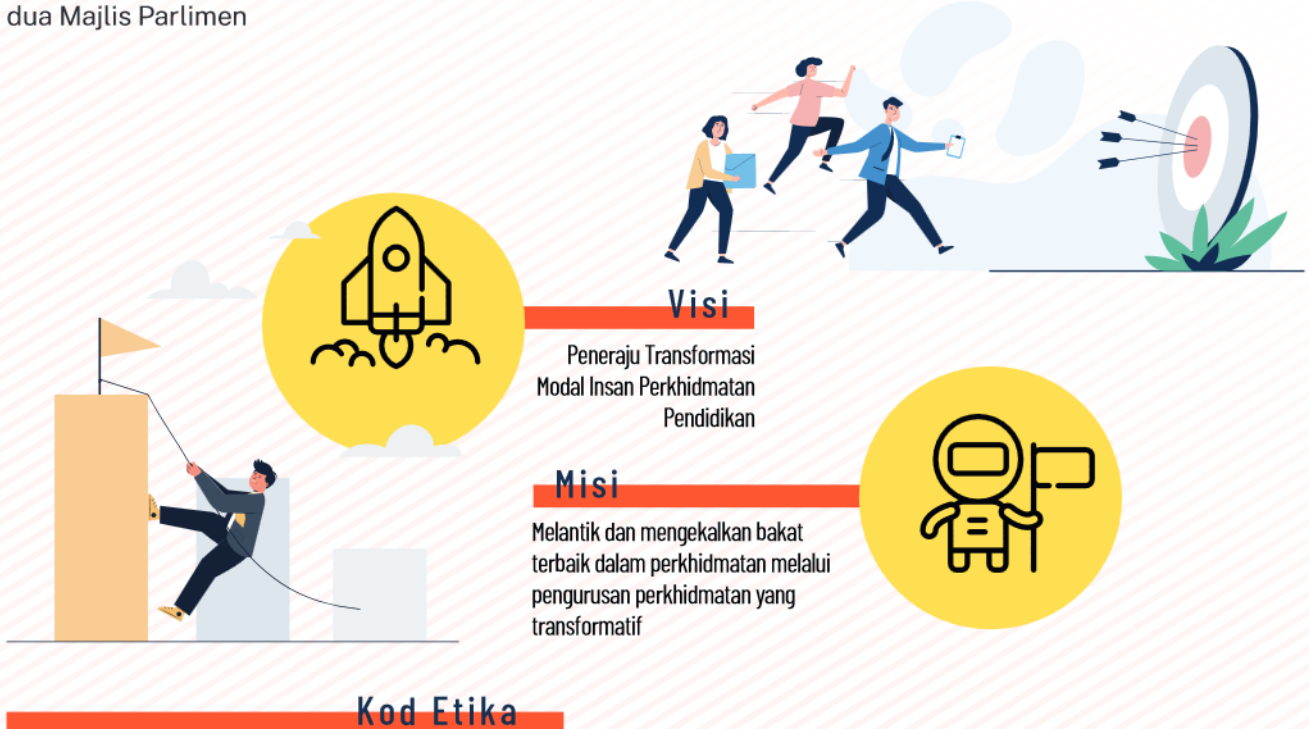 dua Majlis Parlimen
Visi
Peneraju Transformasi
Modal Insan Perkhidmatan
Pendidikan
Misi
Melantik dan mengekalkan bakat
terbaik dalam perkhidmatan melalui
pengurusan perkhidmatan yang
transformatif
Kod Etika